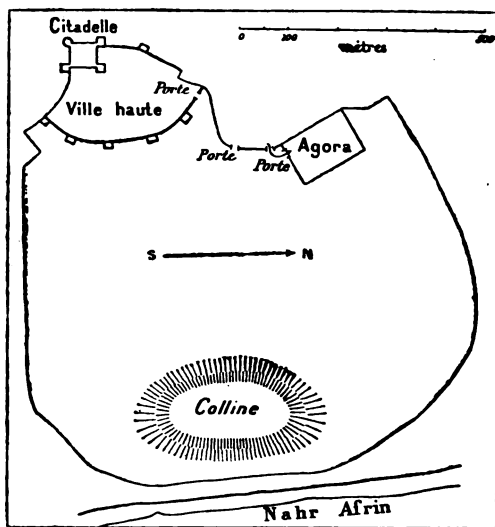 Citadelle
0 100 500
mètres
Porte
Ville haute
Porte
Porte
Agora
S N
Colline
Nahr Afrin